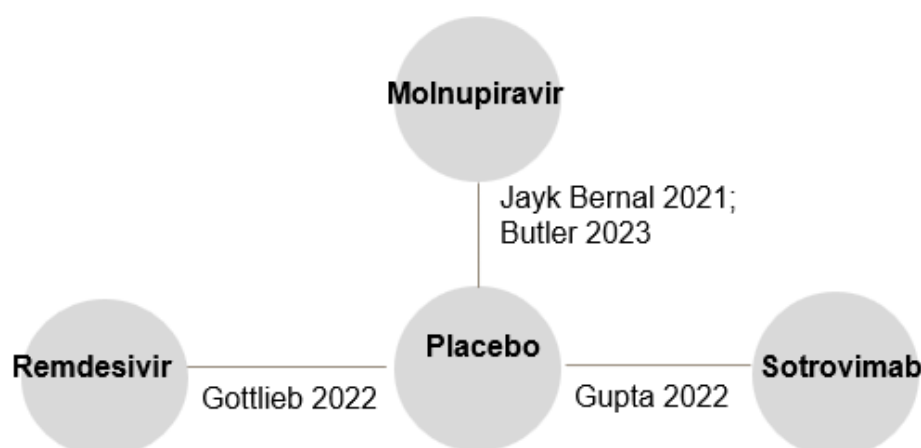 Molnupiravir
Jayk Bernal 2021;
Butler 2023
Placebo
Remdesivir
Sotrovimab
Gottlieb 2022
Gupta 2022